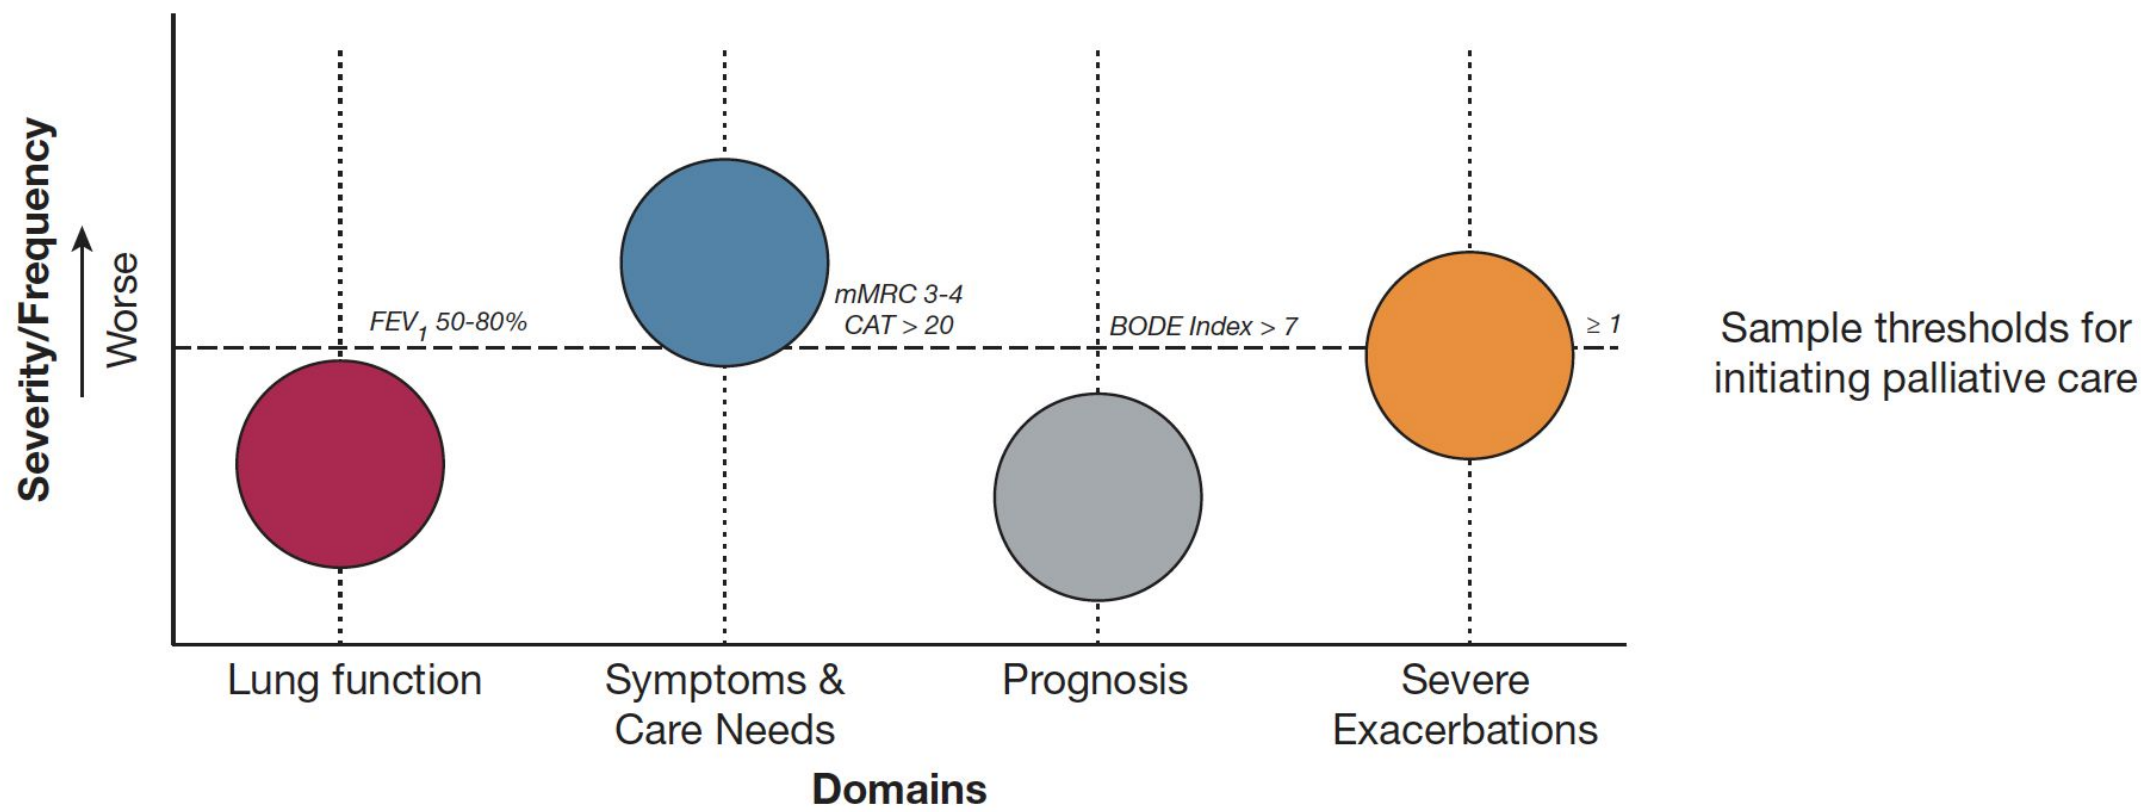 Severity/Frequency
Worse
FEV1 50-80%
mMRC 3-4
CAT > 20
BODE Index > 7
≥ 1
Sample thresholds for
initiating palliative care
Lung function
Symptoms &
Care Needs
Prognosis
Severe
Exacerbations
Domains